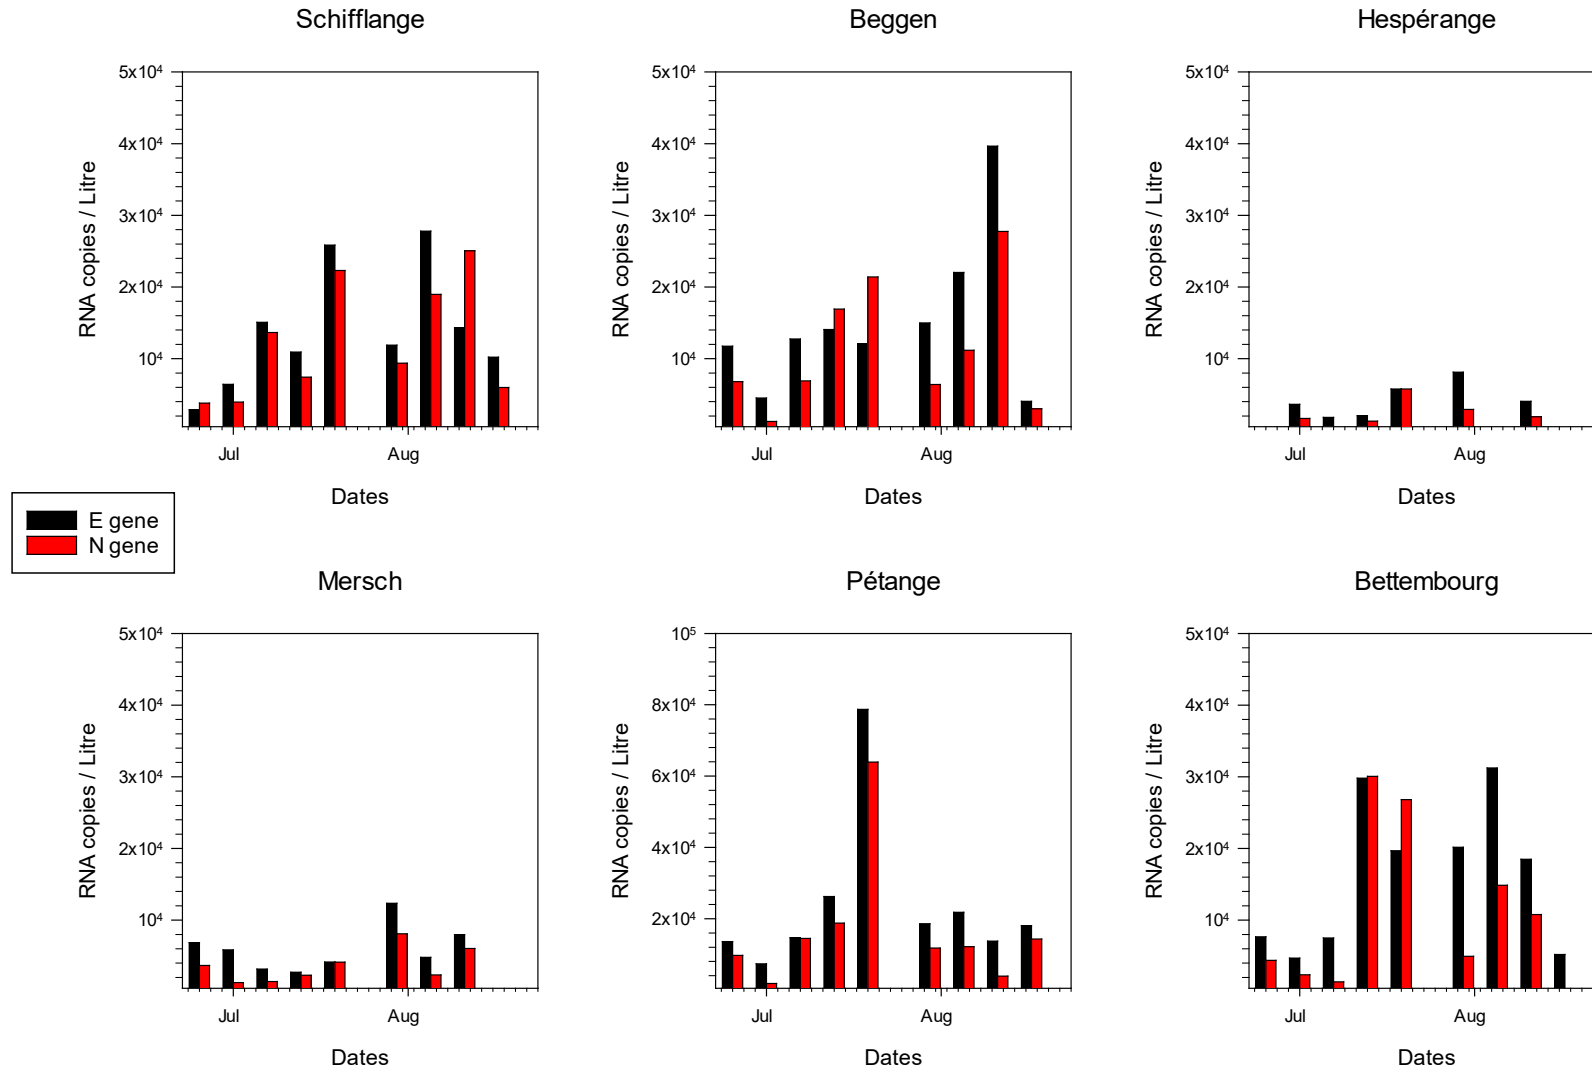 Schifflange
Beggen
Hespérange
5x10⁴
4x10⁴
3x10⁴
2x10⁴
10⁴
RNA copies / Litre
Jul
Aug
Dates
5x10⁴
4x10⁴
3x10⁴
2x10⁴
10⁴
RNA copies / Litre
Jul
Aug
Dates
5x10⁴
4x10⁴
3x10⁴
2x10⁴
10⁴
RNA copies / Litre
Jul
Aug
Dates
E gene
N gene
Mersch
Pétange
Bettembourg
5x10⁴
4x10⁴
3x10⁴
2x10⁴
10⁴
RNA copies / Litre
Jul
Aug
Dates
10⁵
8x10⁴
6x10⁴
4x10⁴
2x10⁴
RNA copies / Litre
Jul
Aug
Dates
5x10⁴
4x10⁴
3x10⁴
2x10⁴
10⁴
RNA copies / Litre
Jul
Aug
Dates